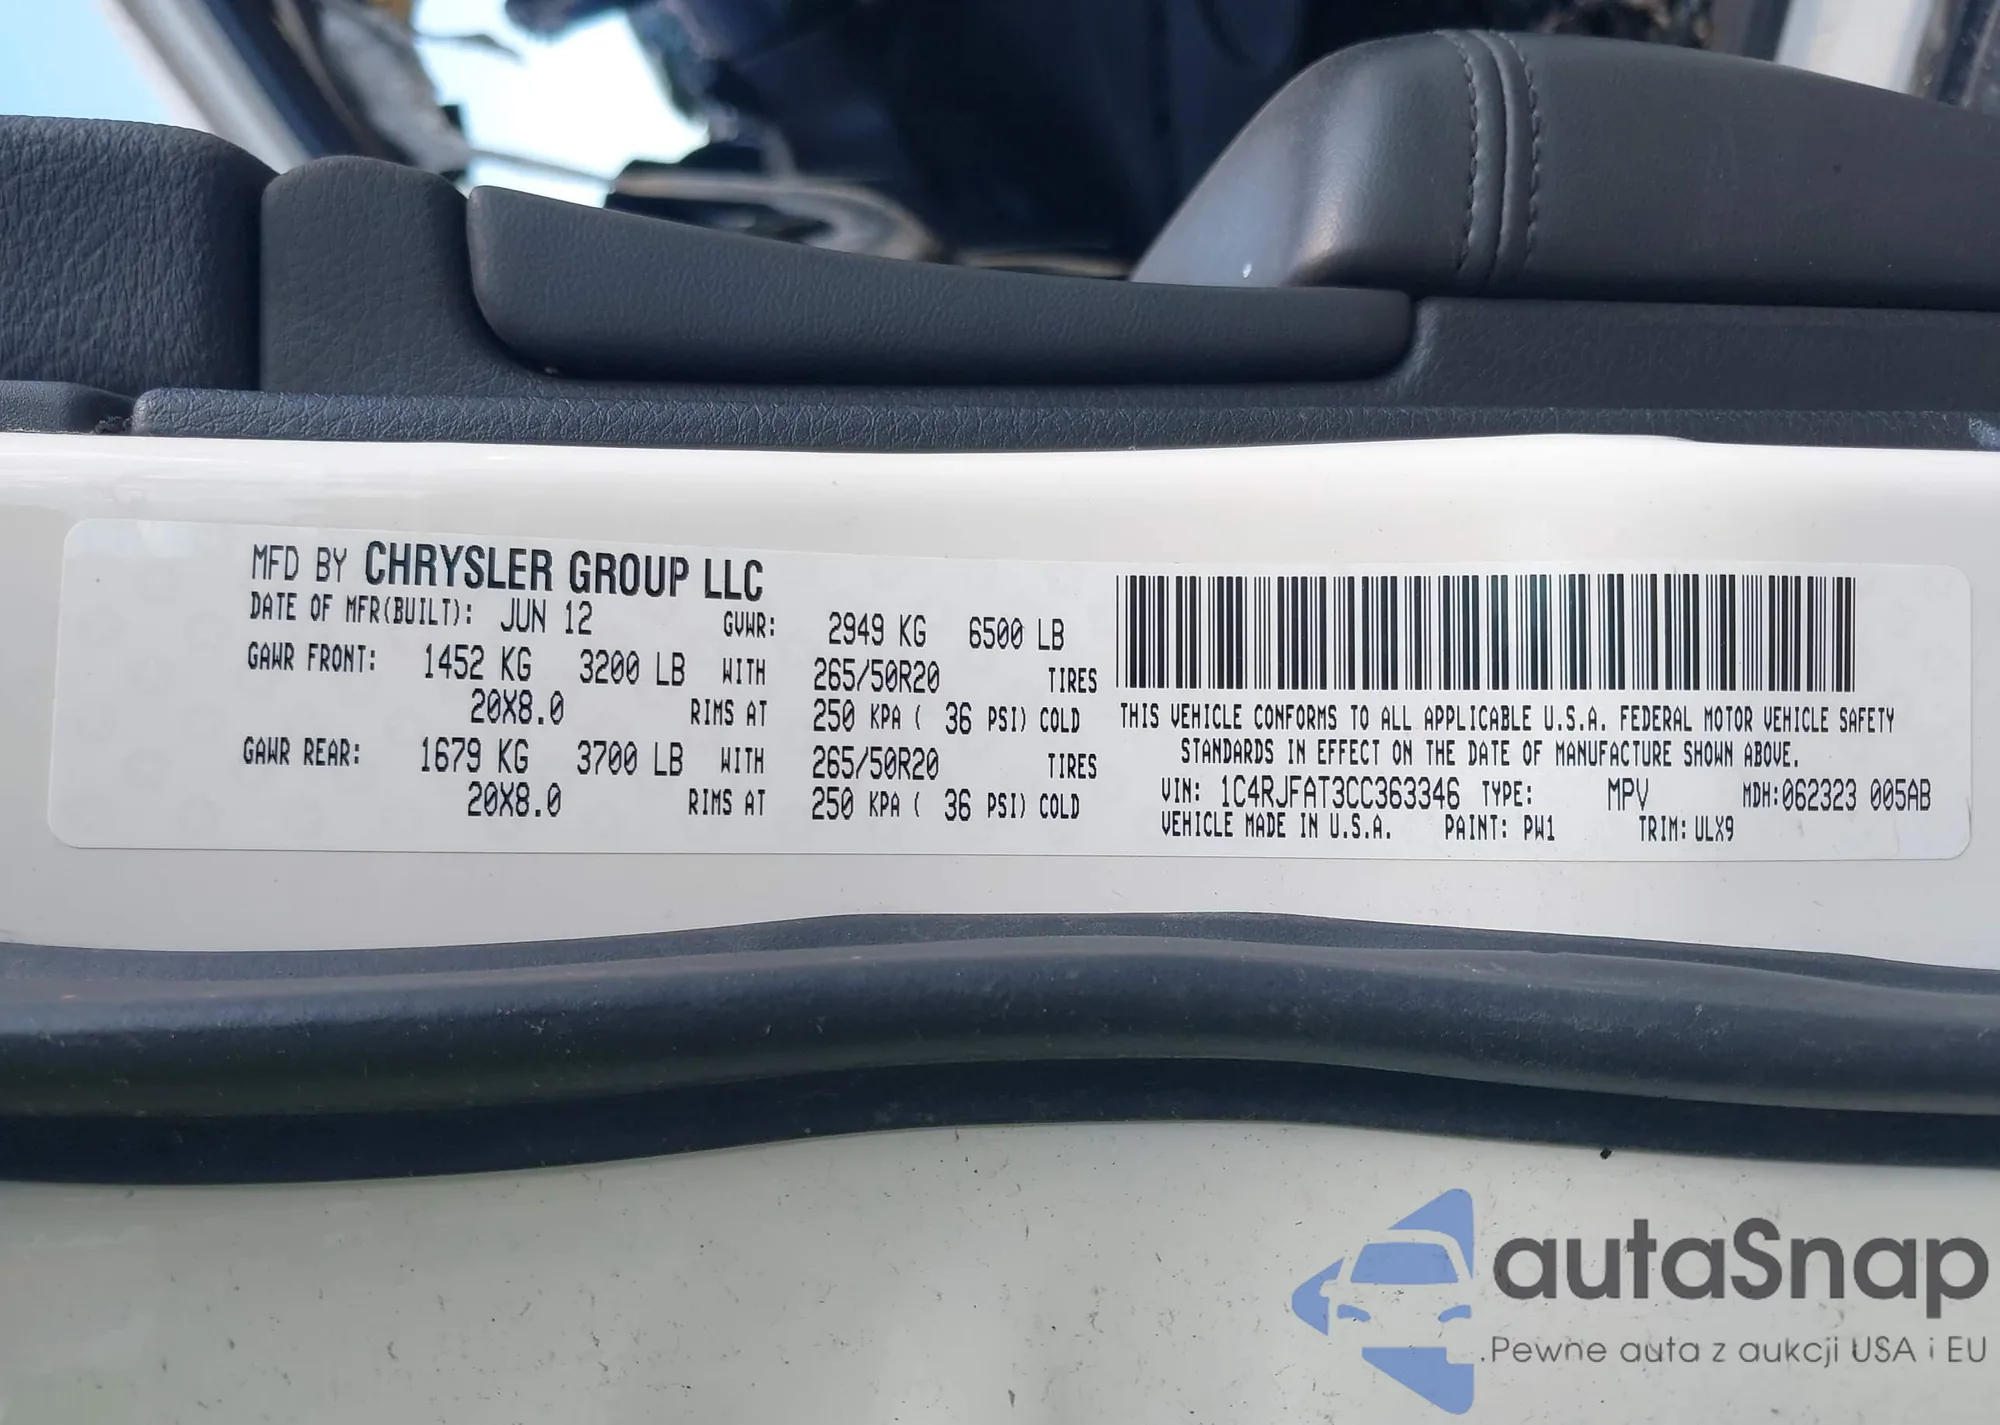 MFD BY CHRYSLER GROUP LLC
DATE OF MFR(BUILT): JUN 12 GVWR: 2949 KG 6500 LB
GAWR FRONT: 1452 KG 3200 LB WITH 265/50R20 TIRES
20X8.0 RIMS AT 250 KPA ( 36 PSI) COLD
GAWR REAR: 1679 KG 3700 LB WITH 265/50R20 TIRES
20X8.0 RIMS AT 250 KPA ( 36 PSI) COLD
THIS VEHICLE CONFORMS TO ALL APPLICABLE U.S.A. FEDERAL MOTOR VEHICLE SAFETY
STANDARDS IN EFFECT ON THE DATE OF MANUFACTURE SHOWN ABOVE.
VIN: 1C4RJFAT3CC363346 TYPE: MPV MDH:062323 005AB
VEHICLE MADE IN U.S.A. PAINT: PW1 TRIM: ULX9
autaSnap
.Pewne auta z aukcji USA i EU